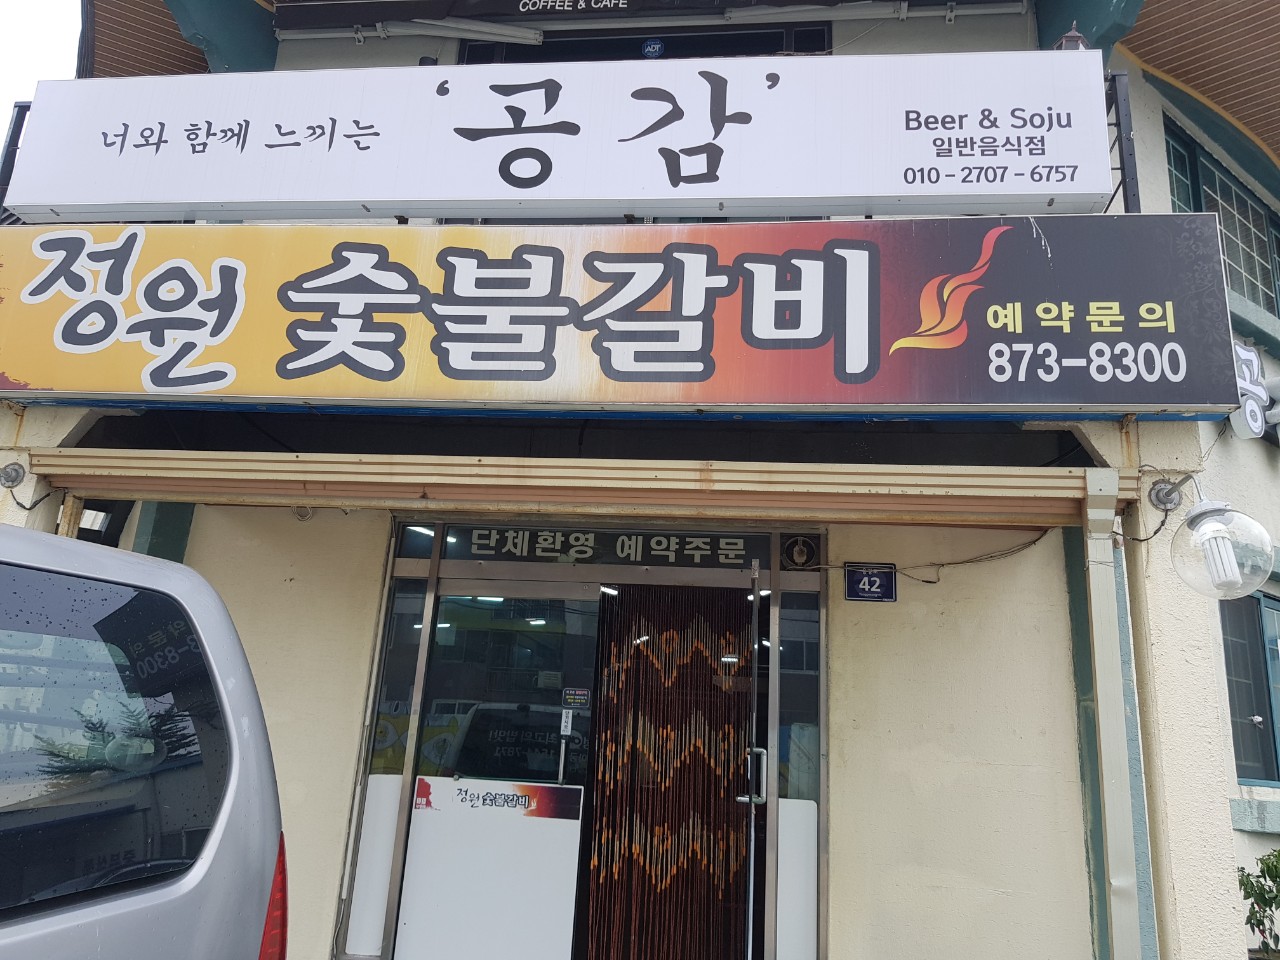 COFFEE & CAFE
ADT
너와 함께 느끼는 '공감'
Beer & Soju
일반음식점
010-2707-6757
정원 숯불갈비
예약문의
873-8300
단체환영 예약주문
42
정원 숯불갈비